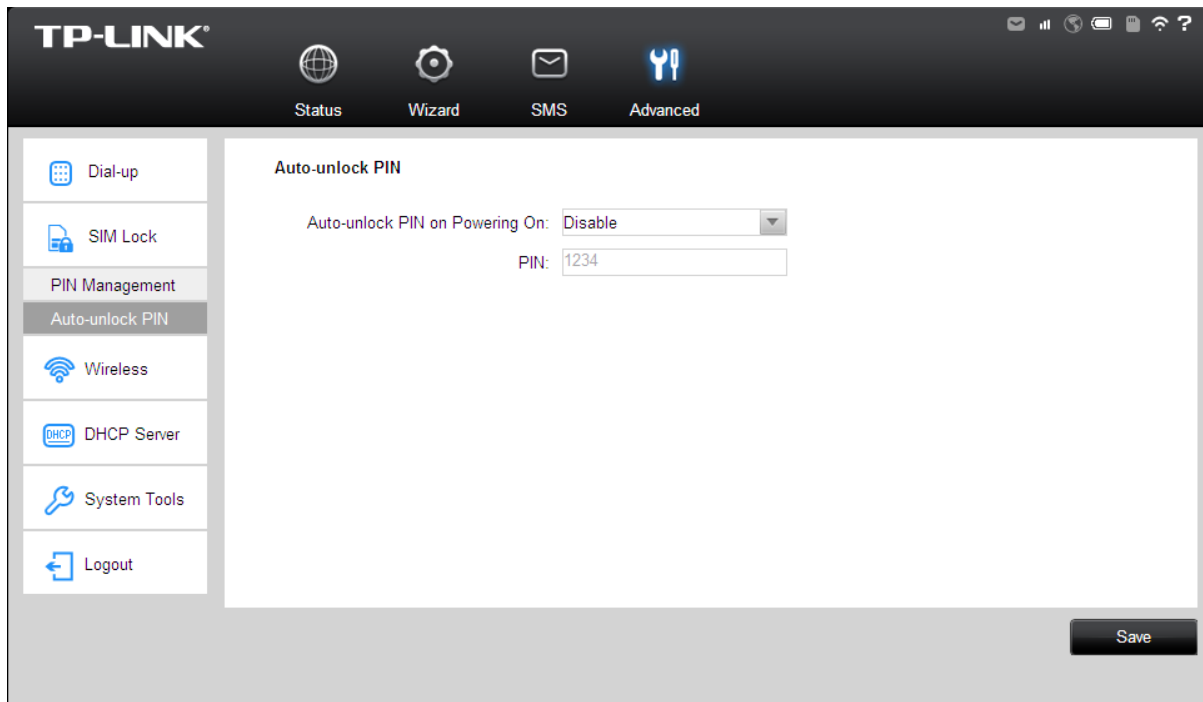 TP-LINK®
Status Wizard SMS Advanced
Dial-up
SIM Lock
PIN Management
Auto-unlock PIN
Wireless
DHCP DHCP Server
System Tools
Logout
Auto-unlock PIN
Auto-unlock PIN on Powering On: Disable
PIN: 1234
Save